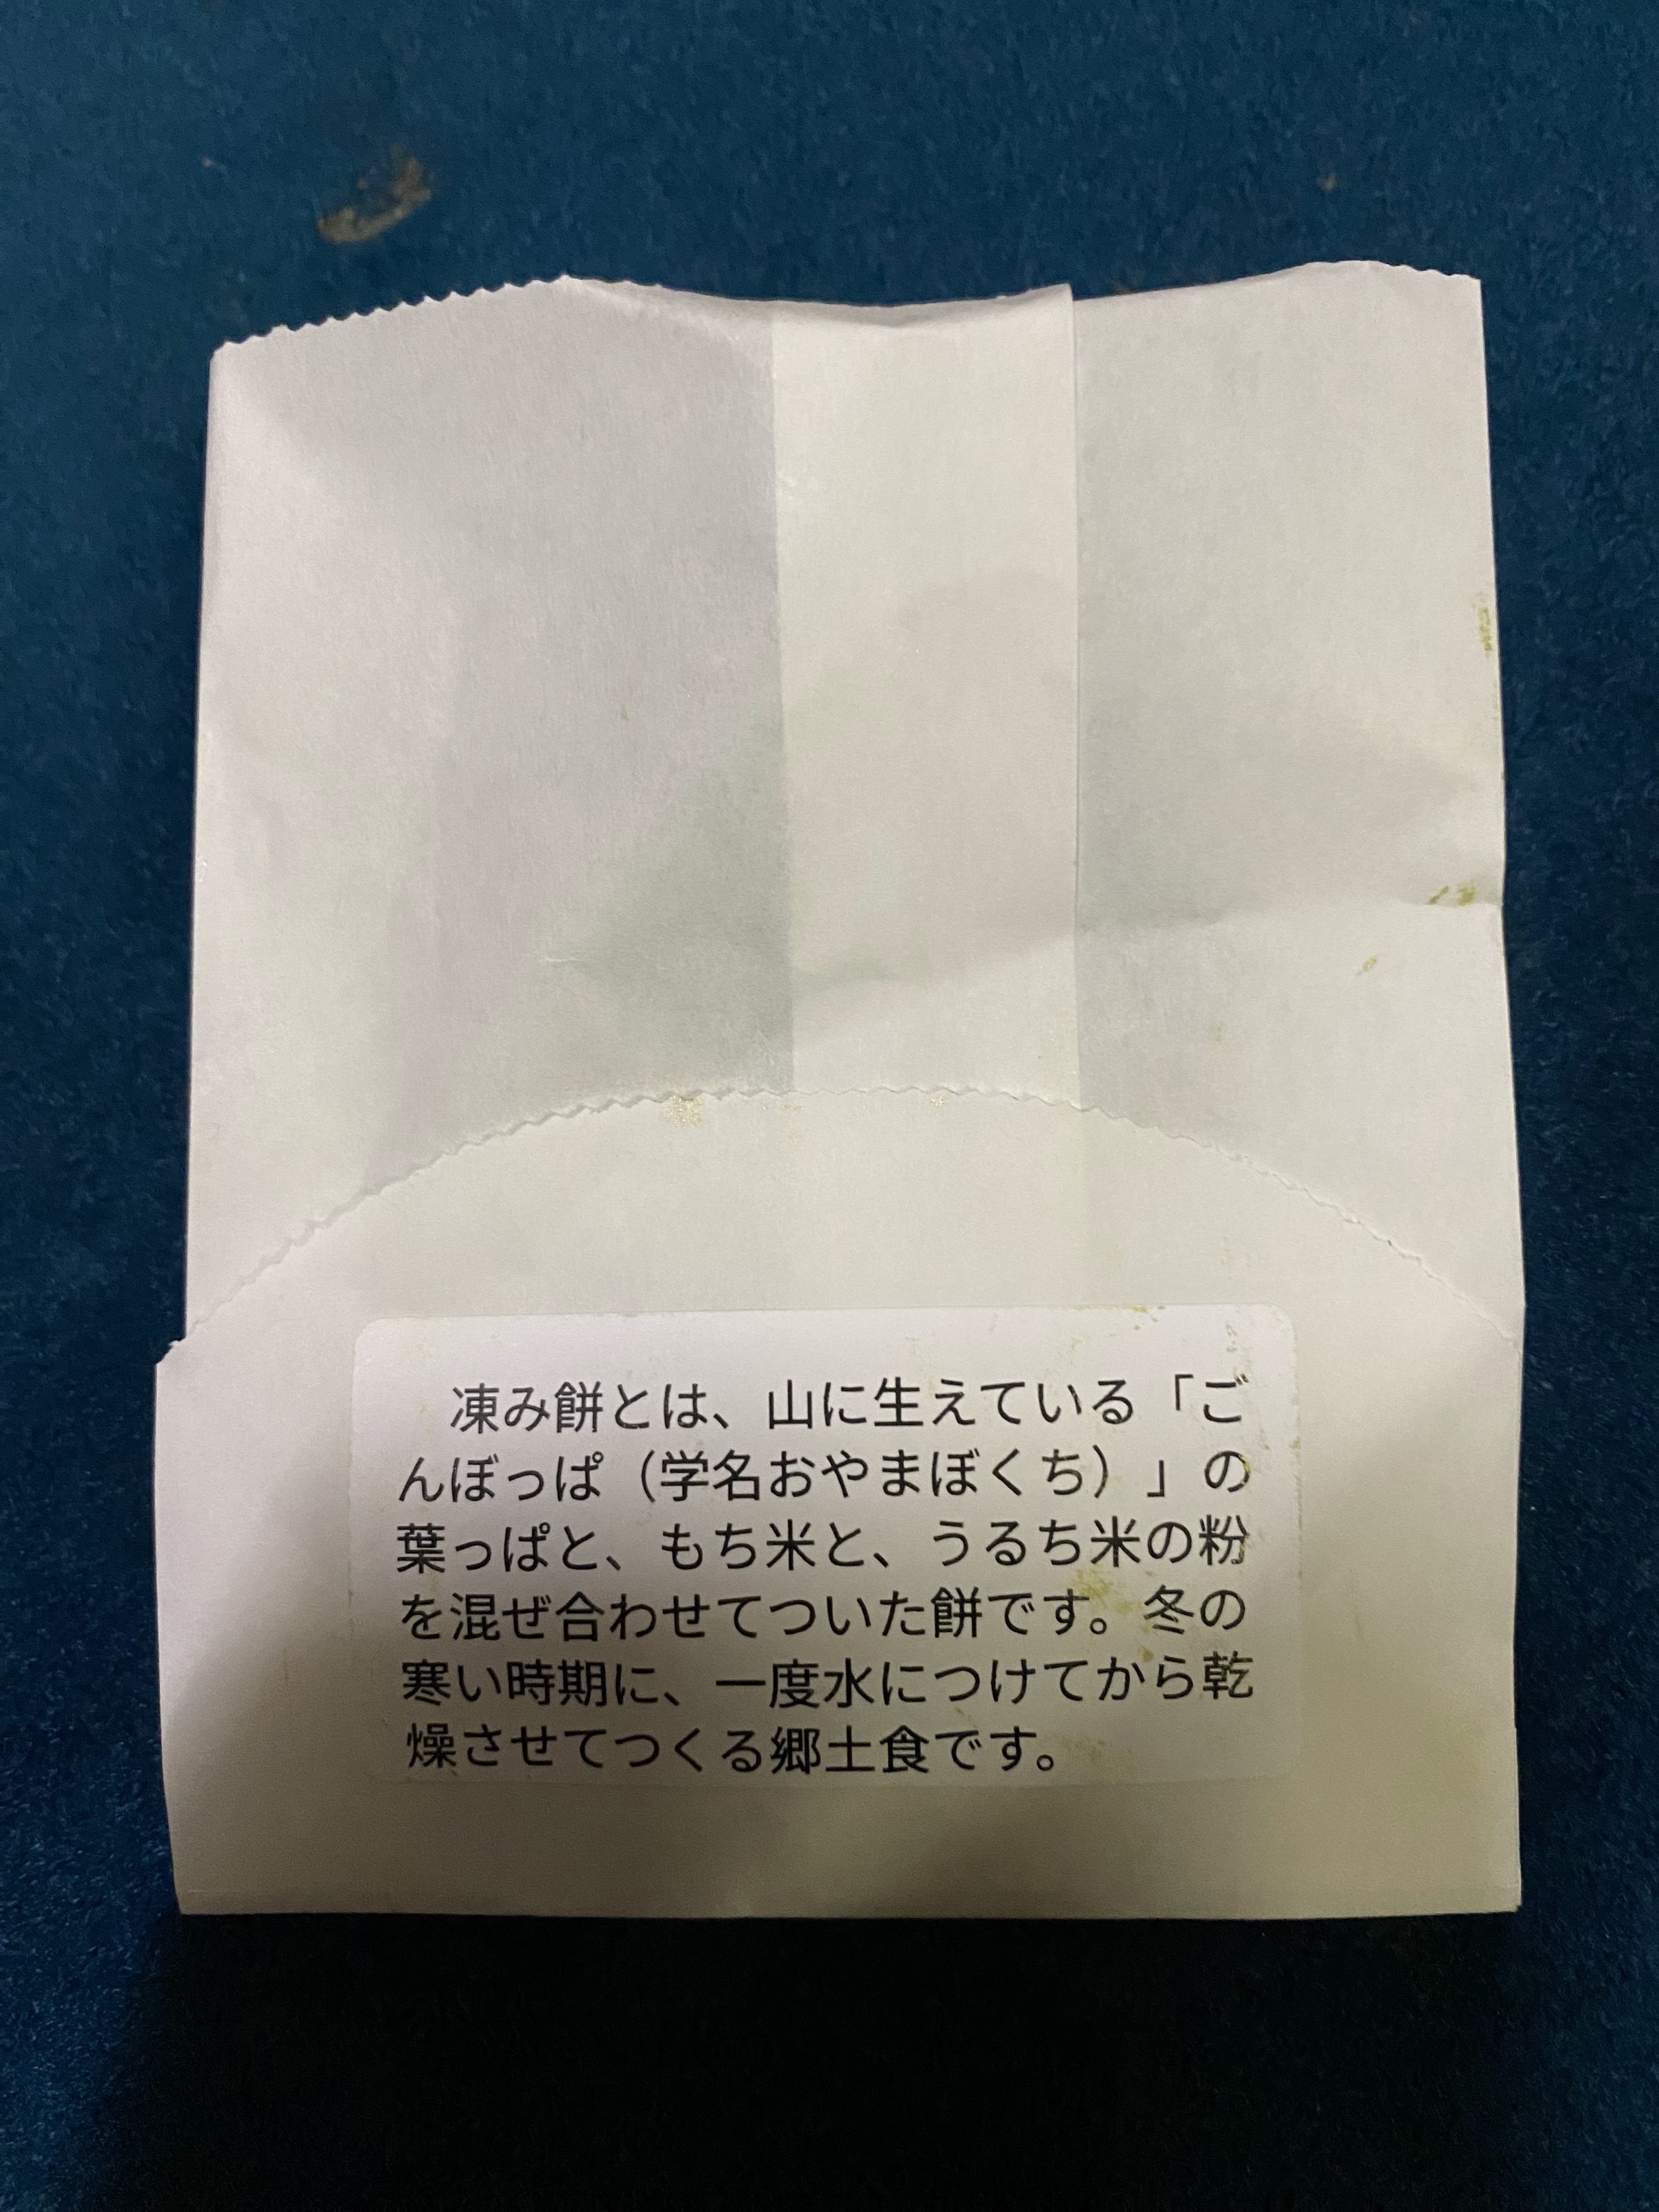 凍み餅とは、山に生えている「ご
んぼっぱ（学名おやまぼくち）」の
葉っぱと、もち米と、うるち米の粉
を混ぜ合わせてついた餅です。冬の
寒い時期に、一度水につけてから乾
燥させてつくる郷土食です。